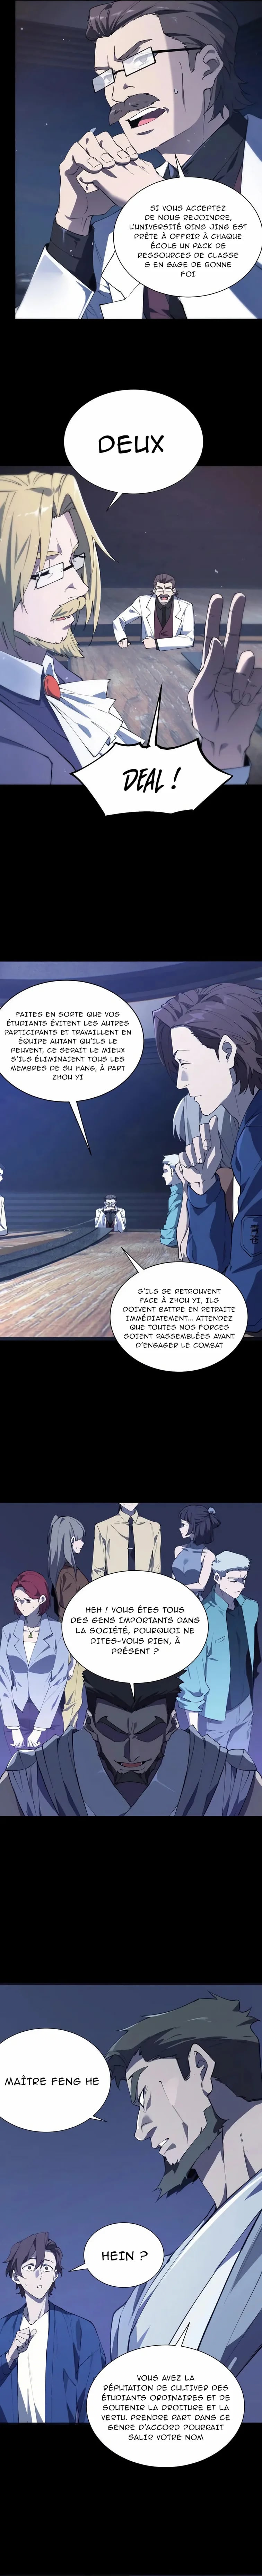 SI VOUS ACCEPTEZ
DE NOUS REJOINDRE,
L'UNIVERSITÉ QING JING EST
PRÊTE À OFFRIR À CHAQUE
ÉCOLE UN PACK DE
RESSOURCES DE CLASSE
S EN GAGE DE BONNE
FOI
DEUX
DEAL !
FAITES EN SORTE QUE VOS
ÉTUDIANTS ÉVITENT LES AUTRES
PARTICIPANTS ET TRAVAILLENT EN
ÉQUIPE AUTANT QU'ILS LE
PEUVENT, CE SERAIT LE MIEUX
S'ILS ÉLIMINAIENT TOUS LES
MEMBRES DE SU HANG, À PART
ZHOU YI
S'ILS SE RETROUVENT
FACE À ZHOU YI, ILS
DOIVENT BATTRE EN RETRAITE
IMMÉDIATEMENT... ATTENDEZ
QUE TOUTES NOS FORCES
SOIENT RASSEMBLÉES AVANT
D'ENGAGER LE COMBAT
HEH ! VOUS ÊTES TOUS
DES GENS IMPORTANTS DANS
LA SOCIÉTÉ, POURQUOI NE
DITES-VOUS RIEN, À
PRÉSENT ?
MAÎTRE FENG HE
HEIN ?
VOUS AVEZ LA
RÉPUTATION DE CULTIVER DES
ÉTUDIANTS ORDINAIRES ET DE
SOUTENIR LA DROITURE ET LA
VERTU. PRENDRE PART DANS CE
GENRE D'ACCORD POURRAIT
SALIR VOTRE NOM